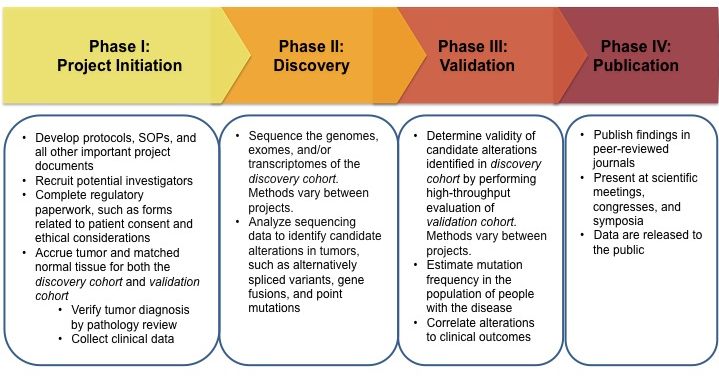 Phase I:
Project Initiation
Phase II:
Discovery
Phase III:
Validation
Phase IV:
Publication
• Develop protocols, SOPs, and
all other important project
documents
• Recruit potential investigators
• Complete regulatory
paperwork, such as forms
related to patient consent and
ethical considerations
• Accrue tumor and matched
normal tissue for both the
discovery cohort and validation
cohort
• Verify tumor diagnosis
by pathology review
• Collect clinical data
• Sequence the genomes,
exomes, and/or
transcriptomes of the
discovery cohort.
Methods vary between
projects.
• Analyze sequencing
data to identify candidate
alterations in tumors,
such as alternatively
spliced variants, gene
fusions, and point
mutations
• Determine validity of
candidate alterations
identified in discovery
cohort by performing
high-throughput
evaluation of
validation cohort.
Methods vary between
projects.
• Estimate mutation
frequency in the
population of people
with the disease
• Correlate alterations
to clinical outcomes
• Publish findings in
peer-reviewed
journals
• Present at scientific
meetings,
congresses, and
symposia
• Data are released to
the public